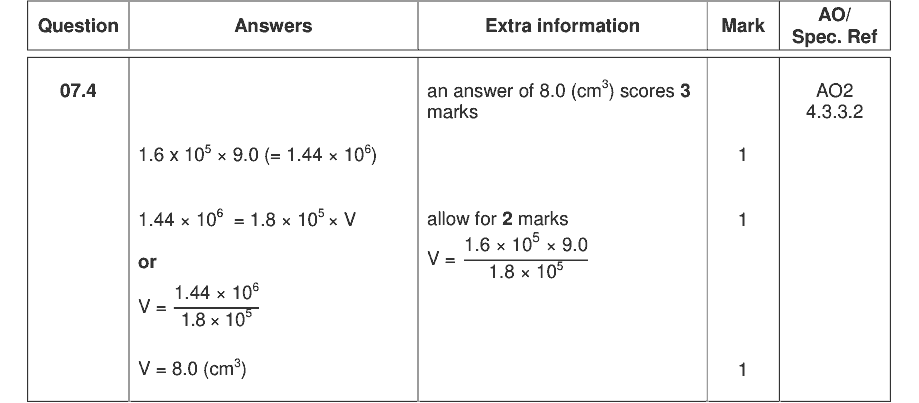 Question Answers Extra information Mark AO/ Spec. Ref
07.4 an answer of 8.0 (cm³) scores 3 marks AO2 4.3.3.2
1.6 x 10⁵ × 9.0 (= 1.44 × 10⁶) 1
1.44 × 10⁶ = 1.8 × 10⁵ × V allow for 2 marks 1
V = 1.6 × 10⁵ × 9.0 / 1.8 × 10⁵
or
V = 1.44 × 10⁶ / 1.8 × 10⁵
V = 8.0 (cm³) 1